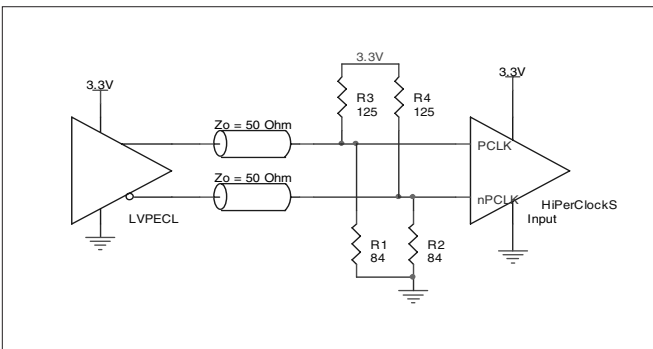 3.3V
3.3V
3.3V
R3
125
R4
125
Zo = 50 Ohm
PCLK
Zo = 50 Ohm
nPCLK
HiPerClockS
Input
LVPECL
R1
84
R2
84